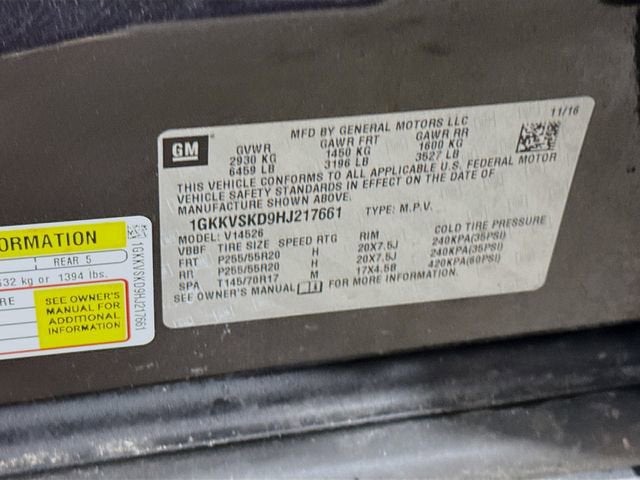 GM
MFD BY GENERAL MOTORS LLC
11/16
GVWR GAWR FRT GAWR RR
2930 KG 1450 KG 1600 KG
6459 LB 3196 LB 3527 LB
THIS VEHICLE CONFORMS TO ALL APPLICABLE U.S. FEDERAL MOTOR
VEHICLE SAFETY STANDARDS IN EFFECT ON THE DATE OF
MANUFACTURE SHOWN ABOVE.
1GKKVSKD9HJ217661 TYPE: M.P.V.
MODEL: V14526
VBBF TIRE SIZE SPEED RTG RIM COLD TIRE PRESSURE
FRT P255/55R20 H 20X7.5J 240KPA(35PSI)
RR P255/55R20 H 20X7.5J 240KPA(35PSI)
SPA T145/70R17 M 17X4.5B 420KPA(60PSI)
SEE OWNER'S MANUAL FOR MORE INFORMATION.
ORMATION
REAR 5
632 kg or 1394 lbs.
RE
SEE OWNER'S
MANUAL FOR
ADDITIONAL
INFORMATION
1GKKVSKD9HJ217661